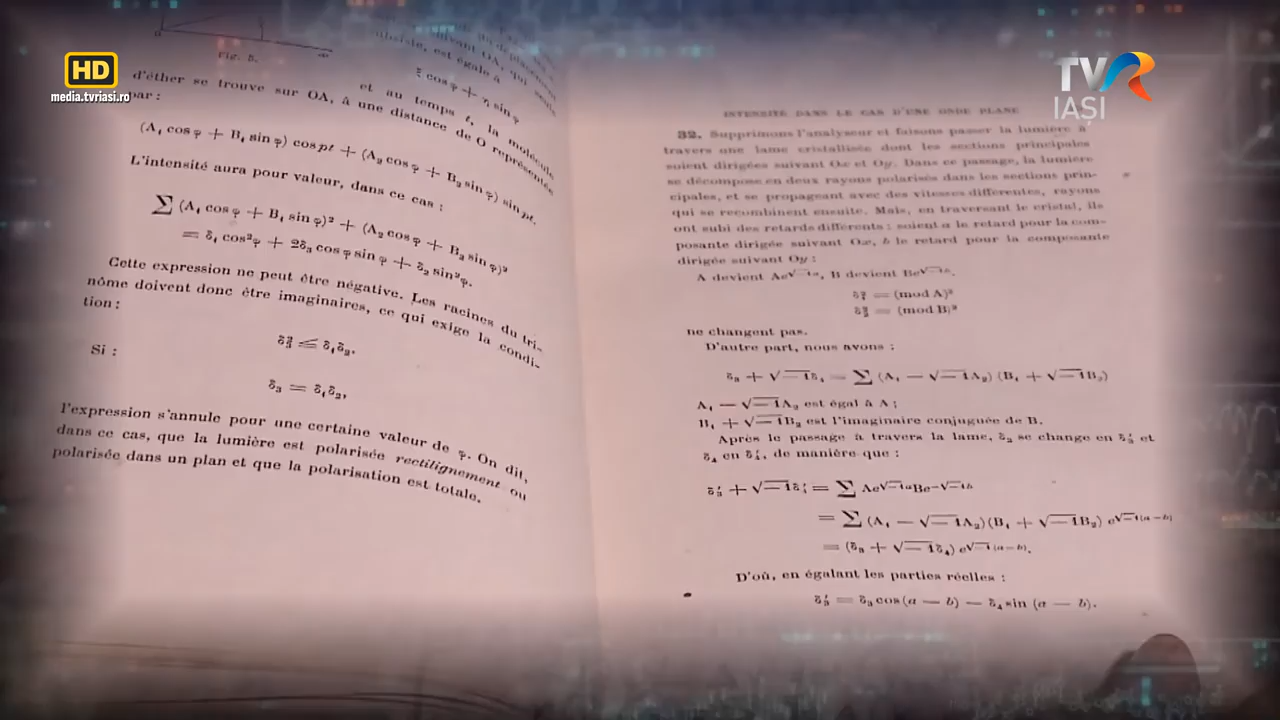 HD
media.tvriasi.ro
TVR
IAȘI
Fig. 8.
ξ cos φ + η sin φ
et au temps t, la molécule
d'éther se trouve sur OA, à une distance de O représentée
par :
(A₁ cos φ + B₁ sin φ) cos pt + (A₂ cos φ + B₂ sin φ) sin pt.
L'intensité aura pour valeur, dans ce cas :
∑ (A₁ cos φ + B₁ sin φ)² + (A₂ cos φ + B₂ sin φ)²
= δ₁ cos²φ + 2δ₃ cos φ sin φ + δ₂ sin²φ.
Cette expression ne peut être négative. Les racines du tri-
nôme doivent donc être imaginaires, ce qui exige la condi-
tion :
δ₃² ≤ δ₁δ₂.
Si :
δ₃ = δ₁δ₂,
l'expression s'annule pour une certaine valeur de φ. On dit,
dans ce cas, que la lumière est polarisée rectilignement ou
polarisée dans un plan et que la polarisation est totale.
INTENSITÉ DANS LE CAS D'UNE ONDE PLANE
32. Supprimons l'analyseur et faisons passer la lumière à
travers une lame cristallisée dont les sections principales
soient dirigées suivant Ox et Oy. Dans ce passage, la lumière
se décompose en deux rayons polarisés dans les sections prin-
cipales, et se propageant avec des vitesses différentes, rayons
qui se recombinent ensuite. Mais, en traversant le cristal, ils
ont subi des retards différents : soient a le retard pour la com-
posante dirigée suivant Ox, b le retard pour la composante
dirigée suivant Oy :
A devient Ae^√−1a, B devient Be^√−1b.
= (mod A)²
= (mod B)²
ne changent pas.
D'autre part, nous avons :
δ₃ + √−1δ₄ = ∑ (A₁ − √−1A₂) (B₁ + √−1B₂)
A₁ − √−1A₂ est égal à A ;
B₁ + √−1B₂ est l'imaginaire conjuguée de B.
Après le passage à travers la lame, δ₃ se change en δ₃′ et
δ₄ en δ₄′, de manière que :
δ₃′ + √−1δ₄′ = ∑ Ae^√−1a Be^−√−1b
= ∑ (A₁ − √−1A₂)(B₁ + √−1B₂) e^√−1(a−b)
= (δ₃ + √−1δ₄) e^√−1(a−b).
D'où, en égalant les parties réelles :
δ₃′ = δ₃ cos (a − b) − δ₄ sin (a − b).